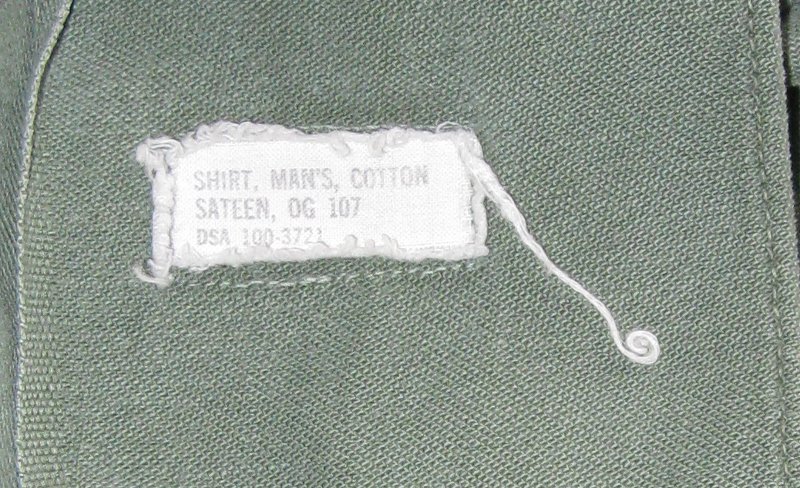 SHIRT, MAN'S, COTTON
SATEEN, OG 107
DSA 100-3721